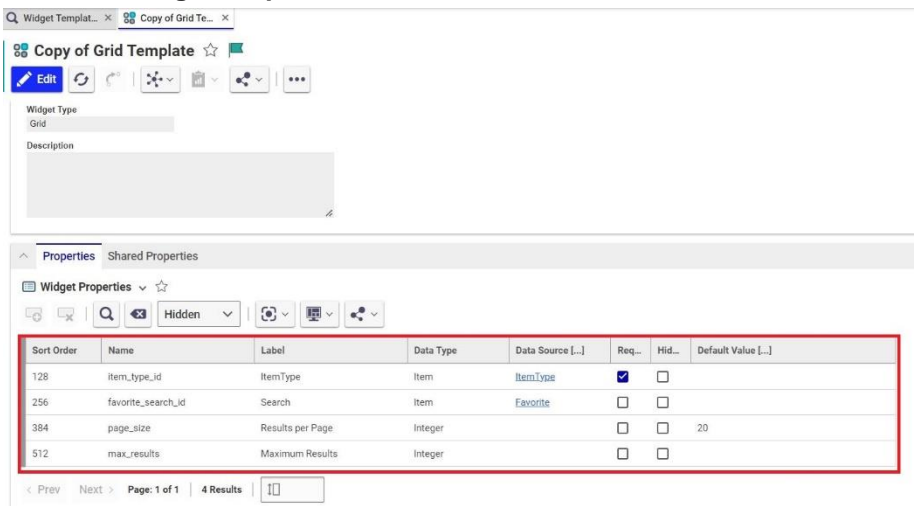 Widget Templat... × Copy of Grid Te... ×
Copy of Grid Template
Edit
Widget Type
Grid
Description
Properties Shared Properties
Widget Properties
Hidden
Sort Order Name Label Data Type Data Source [...] Req... Hid... Default Value [...]
128 item_type_id ItemType Item ItemType
256 favorite_search_id Search Item Favorite
384 page_size Results per Page Integer 20
512 max_results Maximum Results Integer
< Prev Next > Page: 1 of 1 4 Results